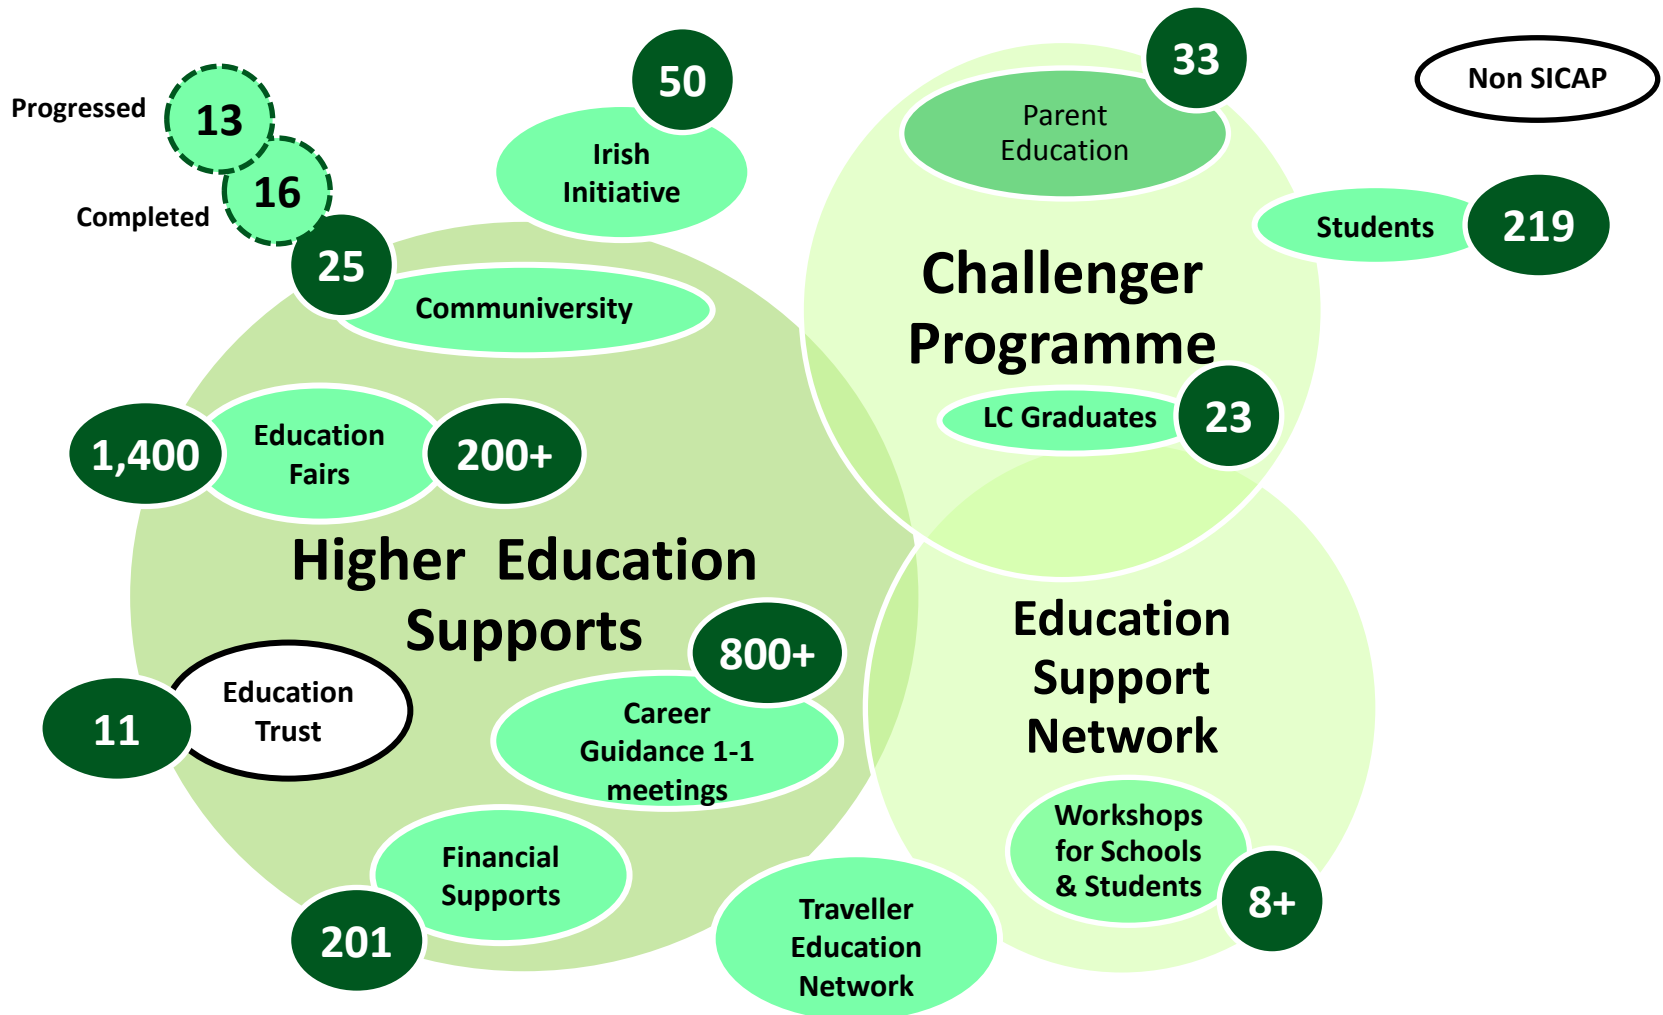 Progressed
13
16
Completed
25
Communiversity
50
Irish
Initiative
33
Parent
Education
Non SICAP
Students
219
Challenger
Programme
LC Graduates
23
1,400
Education
Fairs
200+
Higher Education
Supports
800+
Career
Guidance 1-1
meetings
11
Education
Trust
Financial
Supports
201
Traveller
Education
Network
Education
Support
Network
Workshops
for Schools
& Students
8+